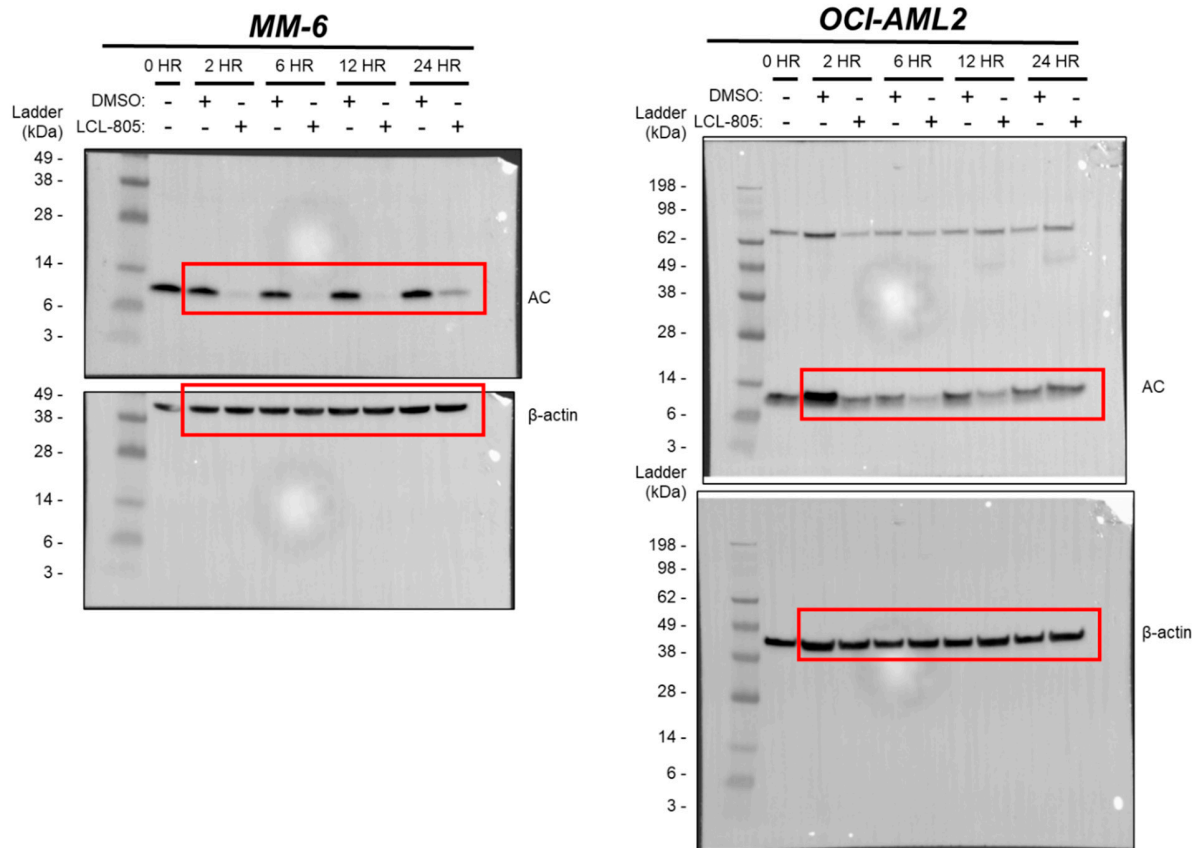 MM-6
0 HR 2 HR 6 HR 12 HR 24 HR
DMSO: - + - + - + - + -
Ladder
(kDa)
LCL-805: - - + - + - + - +
49 -
38 -
28 -
14 -
6 -
3 -
AC
49 -
38 -
28 -
14 -
6 -
3 -
β-actin
OCI-AML2
0 HR 2 HR 6 HR 12 HR 24 HR
DMSO: - + - + - + - + -
Ladder
(kDa)
LCL-805: - - + - + - + - +
198 -
98 -
62 -
49 -
38 -
28 -
14 -
6 -
3 -
AC
Ladder
(kDa)
198 -
98 -
62 -
49 -
38 -
28 -
14 -
6 -
3 -
β-actin